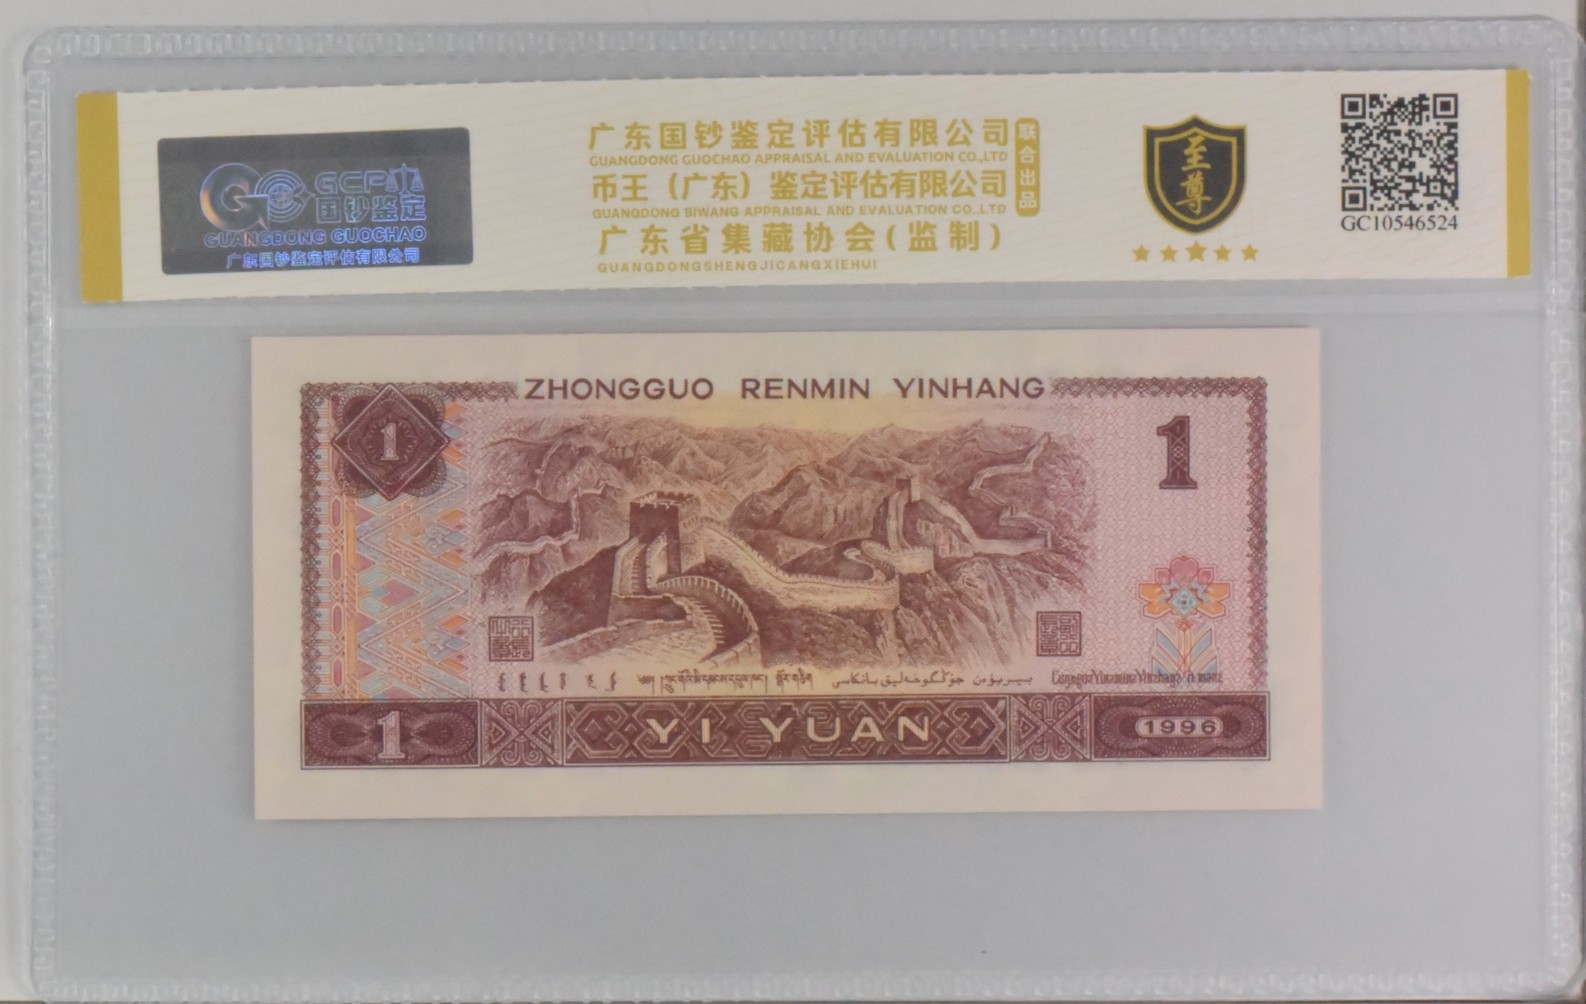 GCP
国钞鉴定
GUANGDONG GUOCHAO
广东国钞鉴定评估有限公司
广东国钞鉴定评估有限公司
GUANGDONG GUOCHAO APPRAISAL AND EVALUATION CO.,LTD
币王（广东）鉴定评估有限公司
GUANGDONG BIWANG APPRAISAL AND EVALUATION CO.,LTD
联合出品
广东省集藏协会(监制)
GUANGDONGSHENGJICANGXIEHUI
至尊
GC10546524
ZHONGGUO RENMIN YINHANG
1
1
1
YI YUAN
1996